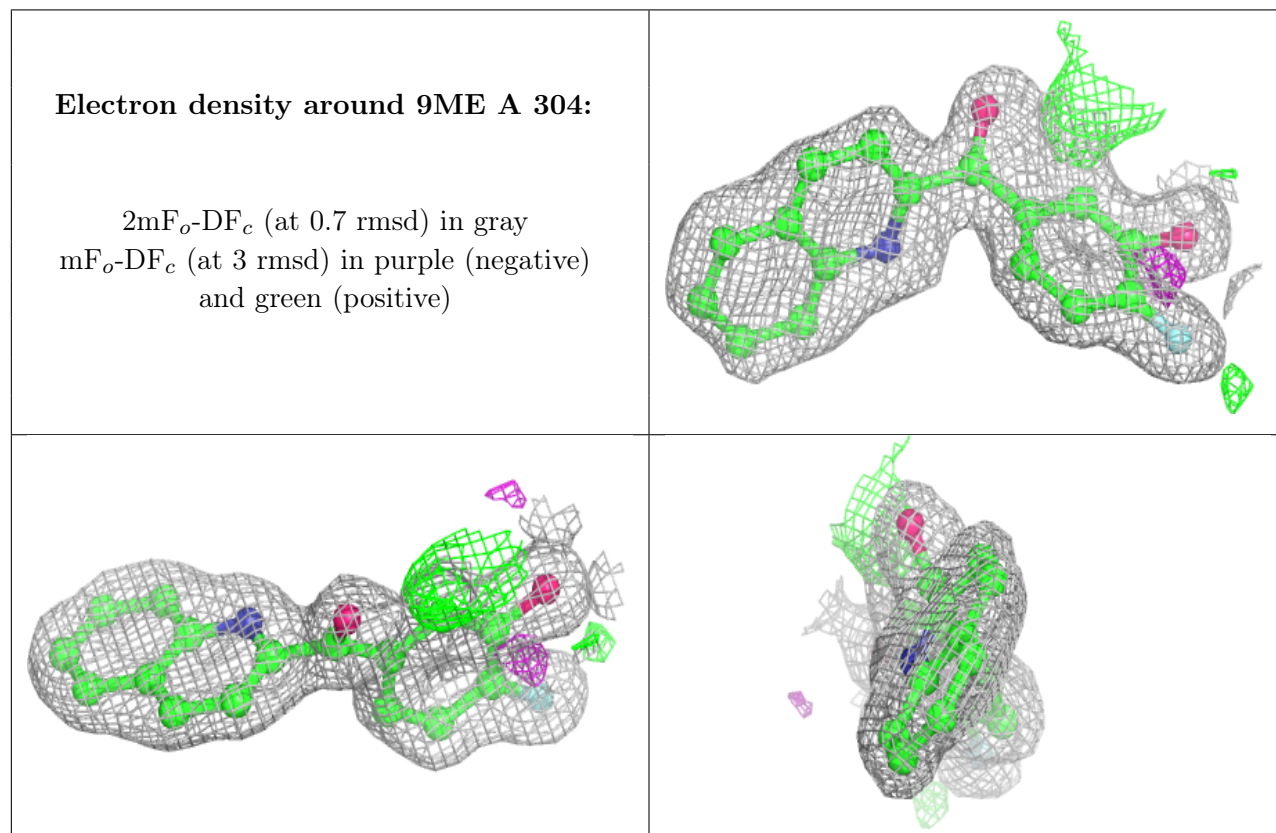 Electron density around 9ME A 304:
2mFo-DFc (at 0.7 rmsd) in gray
mFo-DFc (at 3 rmsd) in purple (negative)
and green (positive)